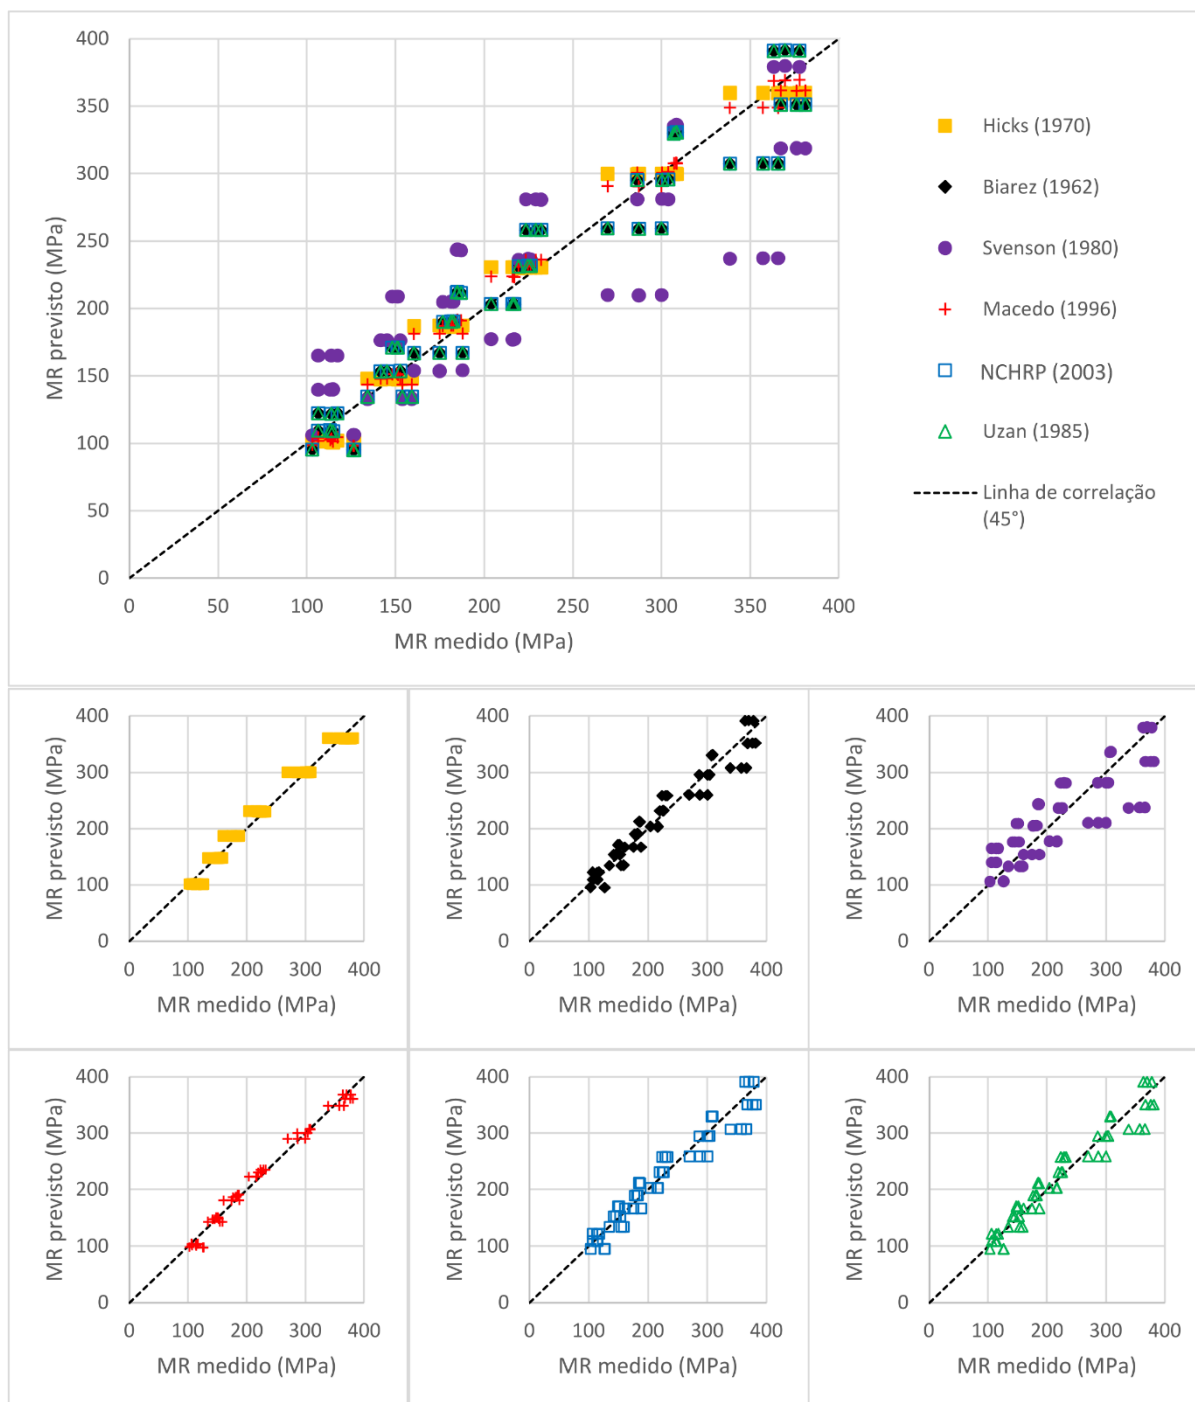 MR previsto (MPa)
400
350
300
250
200
150
100
50
0
0 50 100 150 200 250 300 350 400
MR medido (MPa)
Hicks (1970)
Biarez (1962)
Svenson (1980)
Macedo (1996)
NCHRP (2003)
Uzan (1985)
Linha de correlação
(45°)
MR previsto (MPa)
400
300
200
100
0
0 100 200 300 400
MR medido (MPa)
MR previsto (MPa)
400
300
200
100
0
0 100 200 300 400
MR medido (MPa)
MR previsto (MPa)
400
300
200
100
0
0 100 200 300 400
MR medido (MPa)
MR previsto (MPa)
400
300
200
100
0
0 100 200 300 400
MR medido (MPa)
MR previsto (MPa)
400
300
200
100
0
0 100 200 300 400
MR medido (MPa)
MR previsto (MPa)
400
300
200
100
0
0 100 200 300 400
MR medido (MPa)